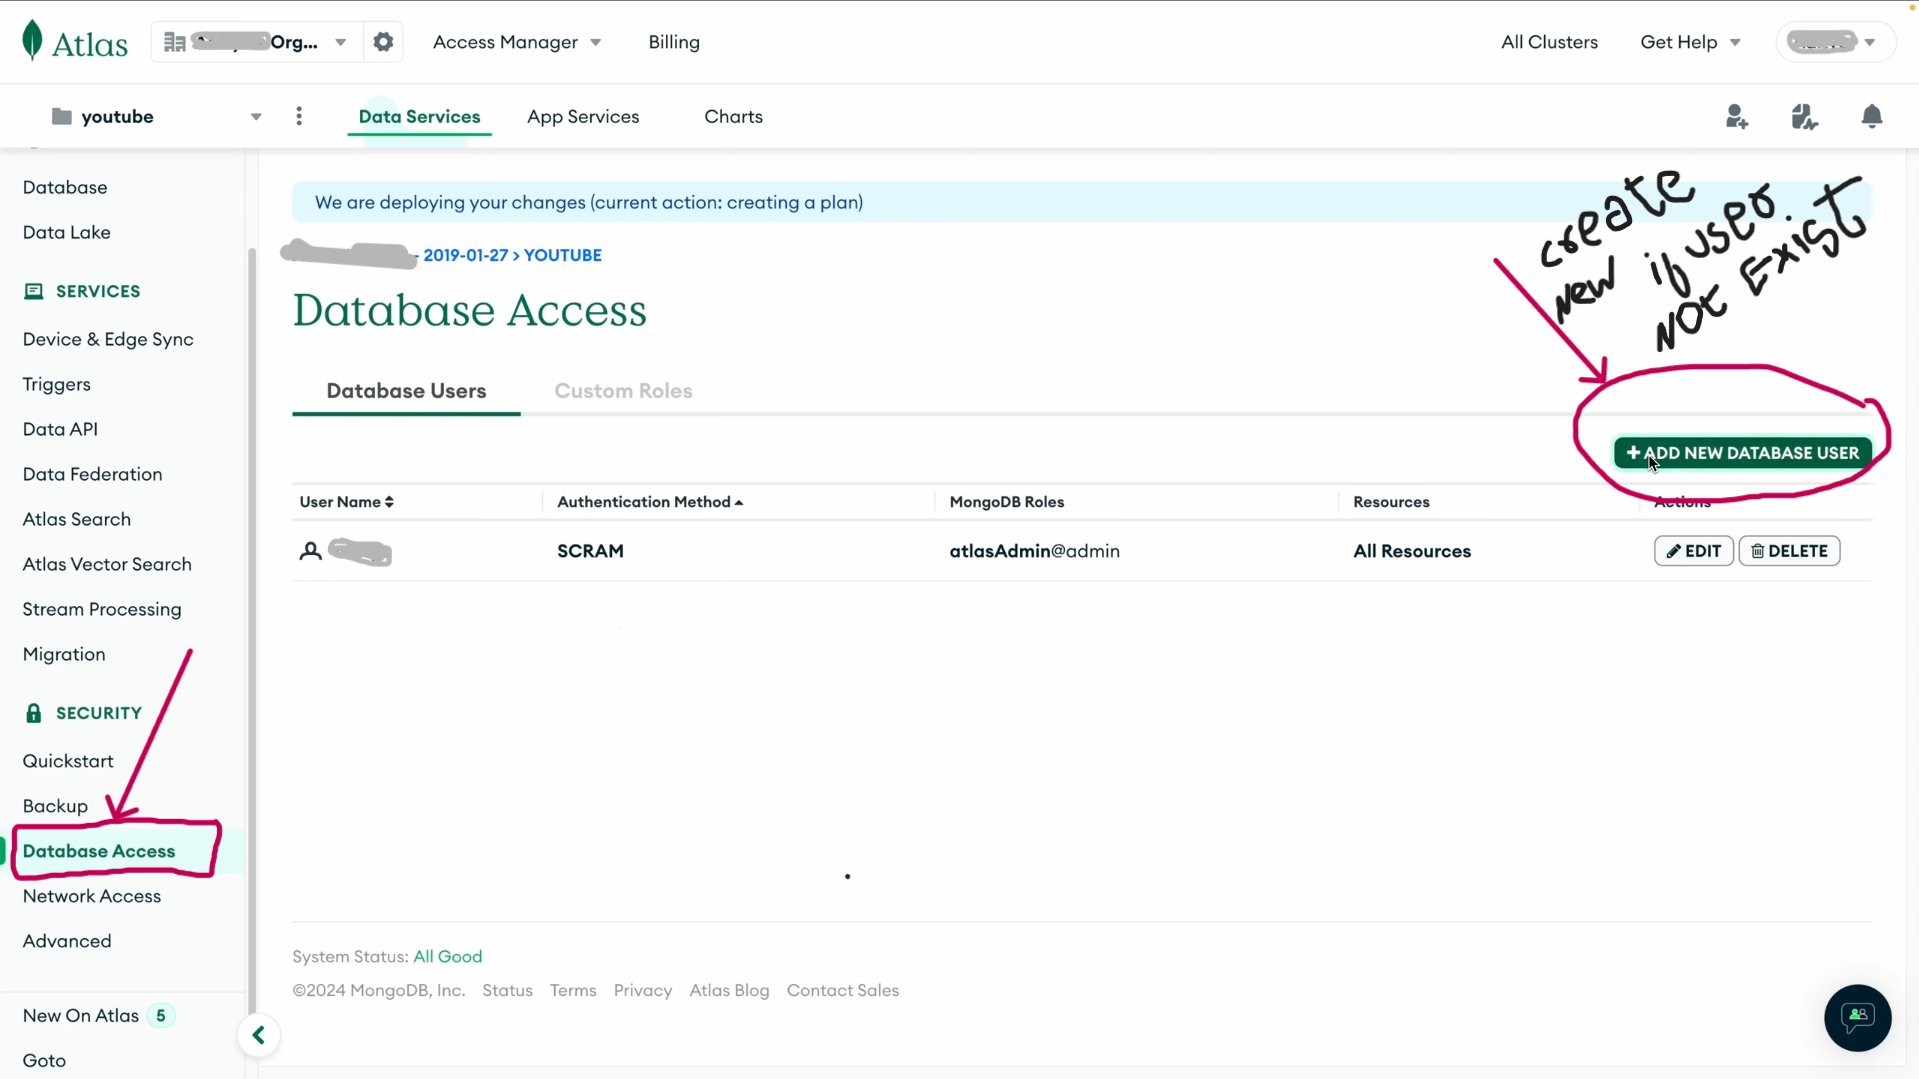 Atlas
Org...
Access Manager
Billing
All Clusters
Get Help
youtube
Data Services
App Services
Charts
Database
Data Lake
SERVICES
Device & Edge Sync
Triggers
Data API
Data Federation
Atlas Search
Atlas Vector Search
Stream Processing
Migration
SECURITY
Quickstart
Backup
Database Access
Network Access
Advanced
New On Atlas 5
Goto
We are deploying your changes (current action: creating a plan)
- 2019-01-27 > YOUTUBE
Database Access
create
New if user.
NOT Exist
Database Users
Custom Roles
+ ADD NEW DATABASE USER
User Name
Authentication Method
MongoDB Roles
Resources
Actions
SCRAM
atlasAdmin@admin
All Resources
EDIT
DELETE
System Status: All Good
©2024 MongoDB, Inc. Status Terms Privacy Atlas Blog Contact Sales